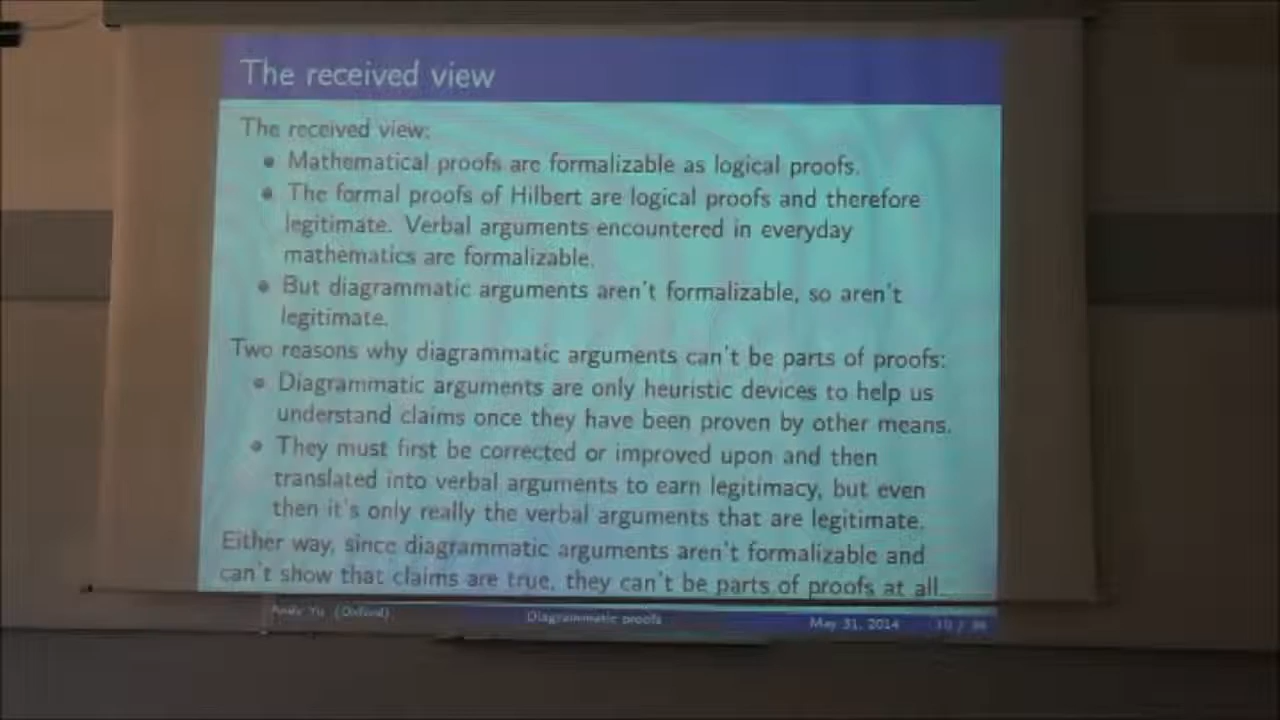 The received view
The received view:
Mathematical proofs are formalizable as logical proofs.
The formal proofs of Hilbert are logical proofs and therefore
legitimate. Verbal arguments encountered in everyday
mathematics are formalizable.
But diagrammatic arguments aren't formalizable, so aren't
legitimate.
Two reasons why diagrammatic arguments can't be parts of proofs:
Diagrammatic arguments are only heuristic devices to help us
understand claims once they have been proven by other means.
They must first be corrected or improved upon and then
translated into verbal arguments to earn legitimacy, but even
then it's only really the verbal arguments that are legitimate.
Either way, since diagrammatic arguments aren't formalizable and
can't show that claims are true, they can't be parts of proofs at all.
Andy Yu (Oxford)
Diagrammatic proofs
May 31, 2014
10 /